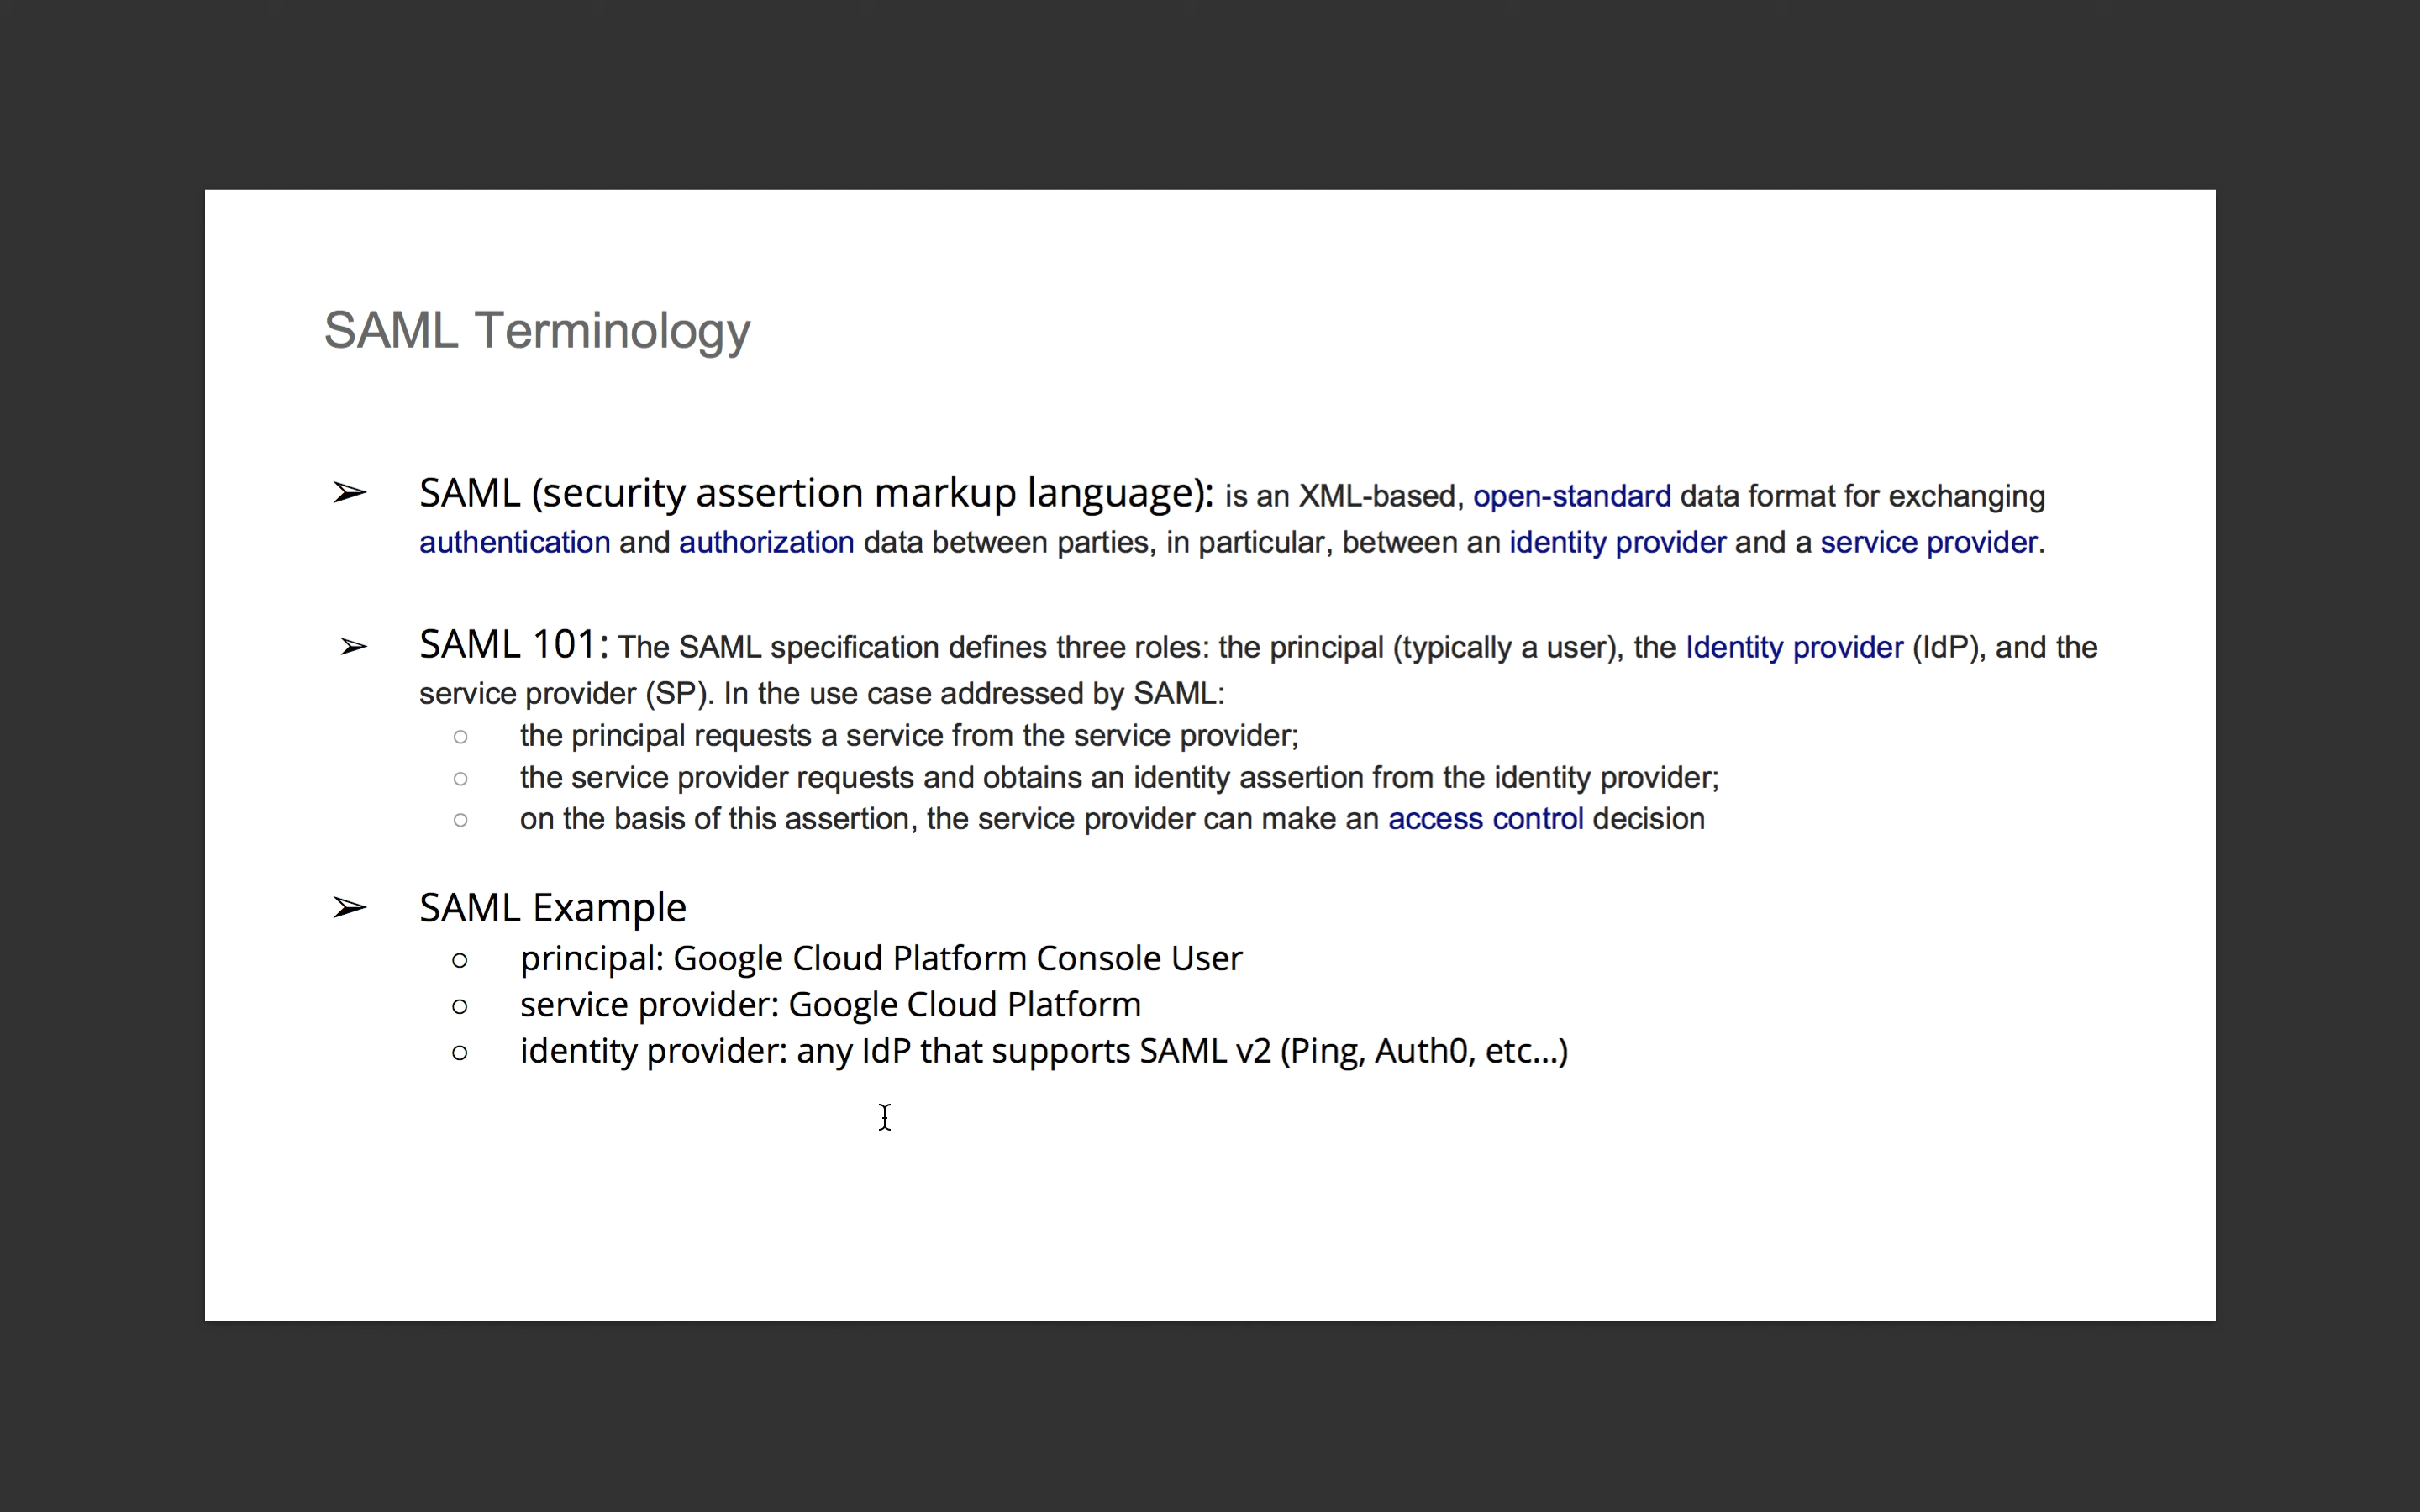 SAML Terminology
➢ SAML (security assertion markup language): is an XML-based, open-standard data format for exchanging
authentication and authorization data between parties, in particular, between an identity provider and a service provider.
➢ SAML 101: The SAML specification defines three roles: the principal (typically a user), the Identity provider (IdP), and the
service provider (SP). In the use case addressed by SAML:
○ the principal requests a service from the service provider;
○ the service provider requests and obtains an identity assertion from the identity provider;
○ on the basis of this assertion, the service provider can make an access control decision
➢ SAML Example
○ principal: Google Cloud Platform Console User
○ service provider: Google Cloud Platform
○ identity provider: any IdP that supports SAML v2 (Ping, Auth0, etc...)